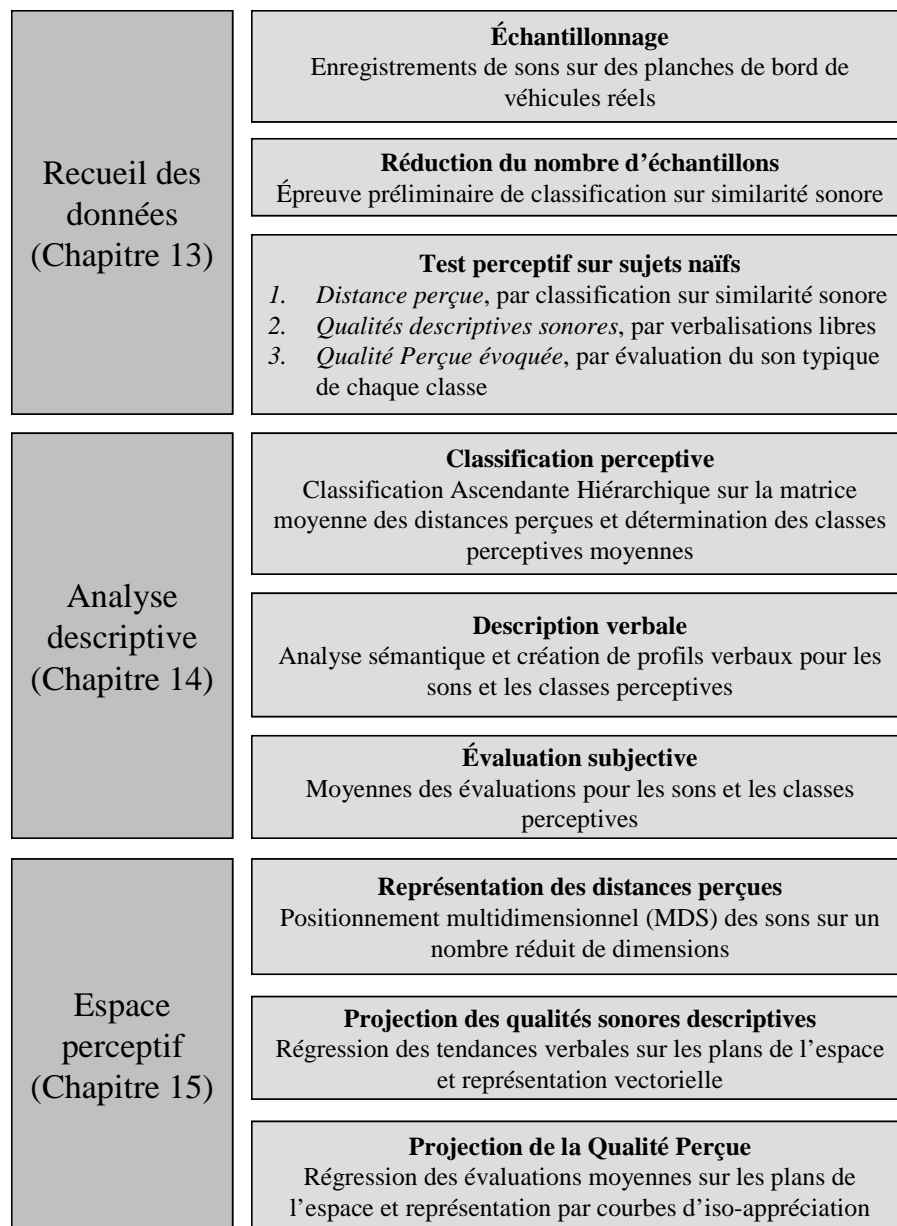 Recueil des
données
(Chapitre 13)
Échantillonnage
Enregistrements de sons sur des planches de bord de
véhicules réels
Réduction du nombre d'échantillons
Épreuve préliminaire de classification sur similarité sonore
Test perceptif sur sujets naïfs
1. Distance perçue, par classification sur similarité sonore
2. Qualités descriptives sonores, par verbalisations libres
3. Qualité Perçue évoquée, par évaluation du son typique
de chaque classe
Analyse
descriptive
(Chapitre 14)
Classification perceptive
Classification Ascendante Hiérarchique sur la matrice
moyenne des distances perçues et détermination des classes
perceptives moyennes
Description verbale
Analyse sémantique et création de profils verbaux pour les
sons et les classes perceptives
Évaluation subjective
Moyennes des évaluations pour les sons et les classes
perceptives
Espace
perceptif
(Chapitre 15)
Représentation des distances perçues
Positionnement multidimensionnel (MDS) des sons sur un
nombre réduit de dimensions
Projection des qualités sonores descriptives
Régression des tendances verbales sur les plans de l'espace
et représentation vectorielle
Projection de la Qualité Perçue
Régression des évaluations moyennes sur les plans de
l'espace et représentation par courbes d'iso-appréciation